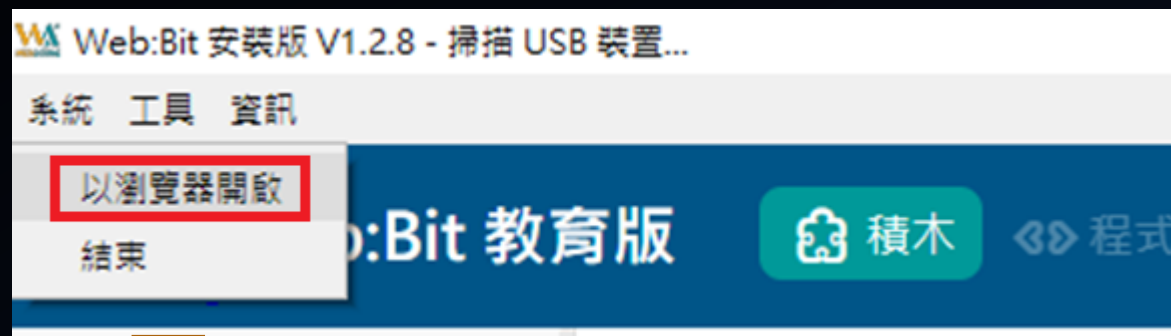 Web:Bit 安裝版 V1.2.8 - 掃描 USB 裝置...
系統 工具 資訊
以瀏覽器開啟
:Bit 教育版 積木 程式
結束